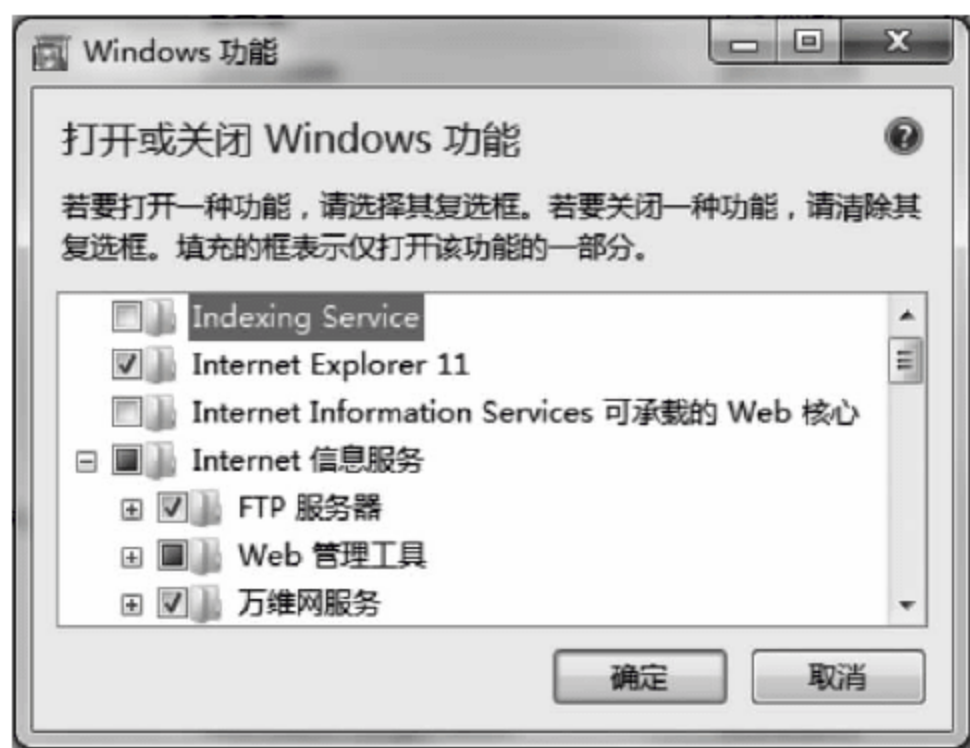 Windows 功能
打开或关闭 Windows 功能
若要打开一种功能，请选择其复选框。若要关闭一种功能，请清除其
复选框。填充的框表示仅打开该功能的一部分。
Indexing Service
Internet Explorer 11
Internet Information Services 可承载的 Web 核心
Internet 信息服务
FTP 服务器
Web 管理工具
万维网服务
确定 取消